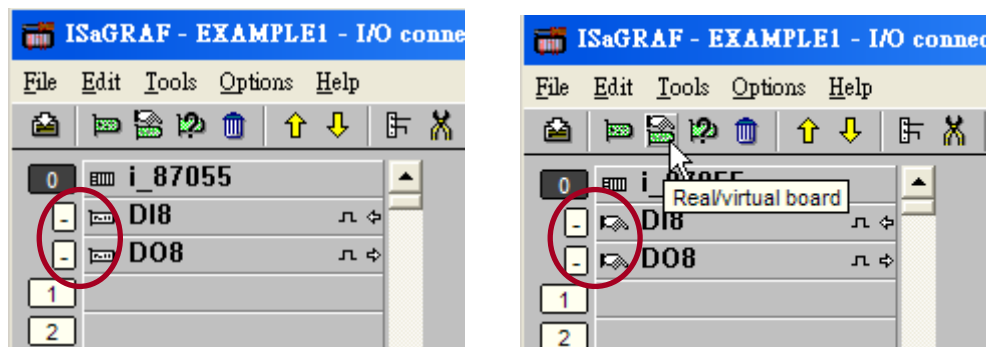 ISaGRAF - EXAMPLE1 - I/O conne
File Edit Tools Options Help
0 i_87055
- DI8
- DO8
1
2
ISaGRAF - EXAMPLE1 - I/O connec
File Edit Tools Options Help
0
Real/virtual board
- DI8
- DO8
1
2